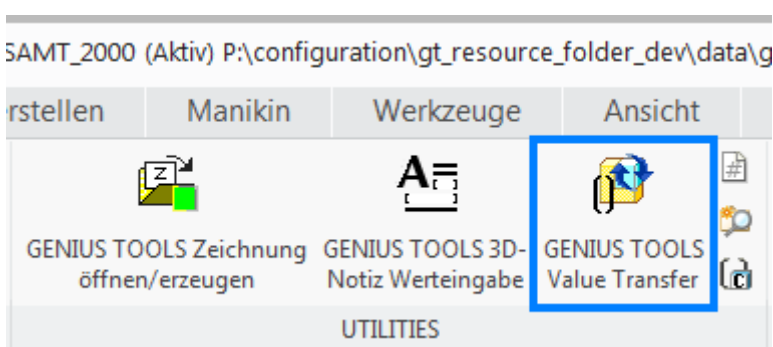 SAMT_2000 (Aktiv) P:\configuration\gt_resource_folder_dev\data\g
rstellen Manikin Werkzeuge Ansicht
GENIUS TOOLS Zeichnung
öffnen/erzeugen
GENIUS TOOLS 3D-
Notiz Werteingabe
GENIUS TOOLS
Value Transfer
UTILITIES